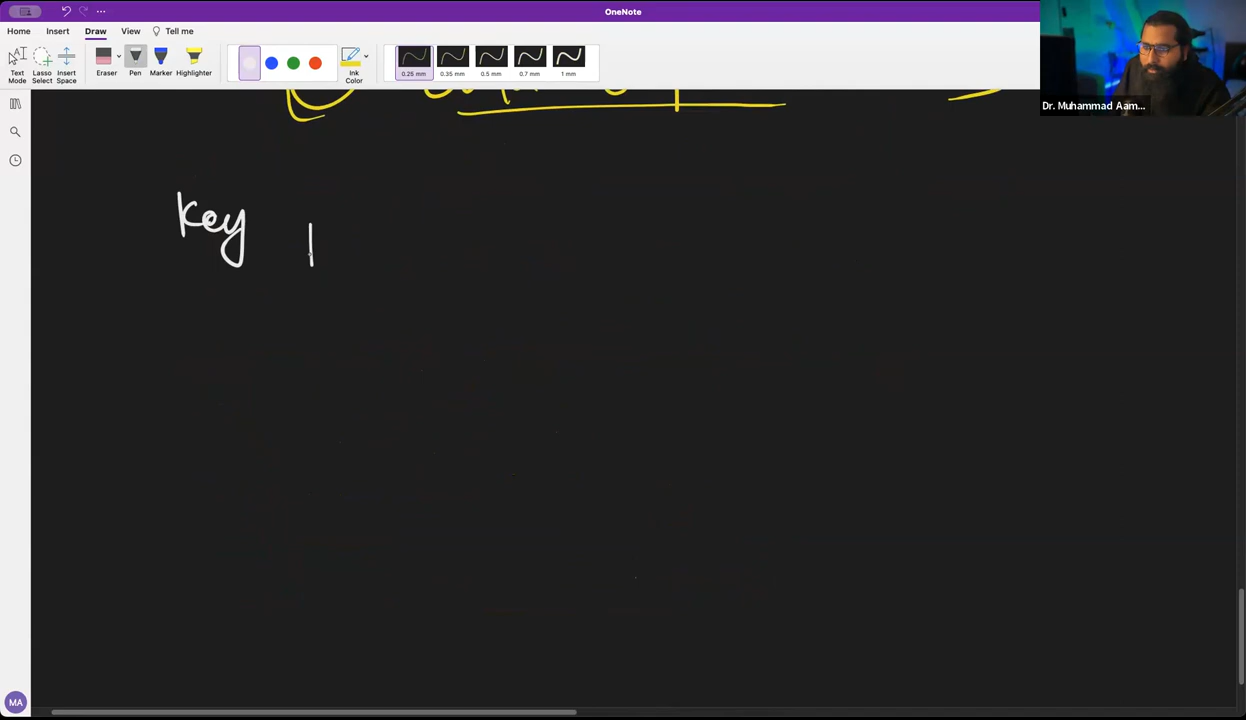 OneNote
Home Insert Draw View Tell me
Text Mode
Lasso Select
Insert Space
Eraser
Pen
Marker
Highlighter
Ink Color
0.25 mm
0.35 mm
0.5 mm
0.7 mm
1 mm
Dr. Muhammad Aam...
Key
MA